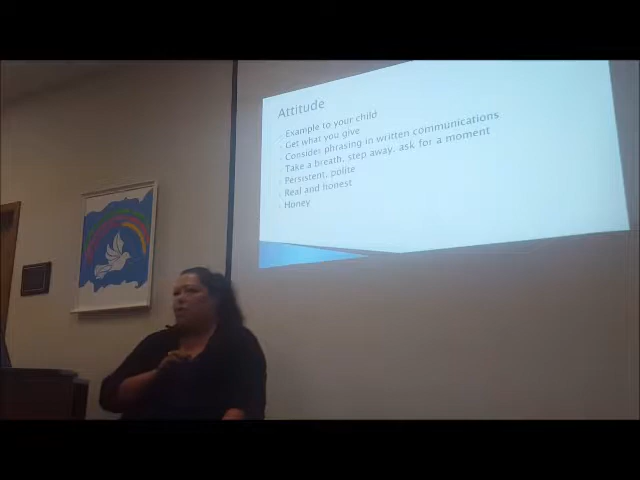 Attitude
Example to your child
Get what you give
Consider phrasing in written communications
Take a breath, step away, ask for a moment
Persistent, polite
Real and honest
Honey